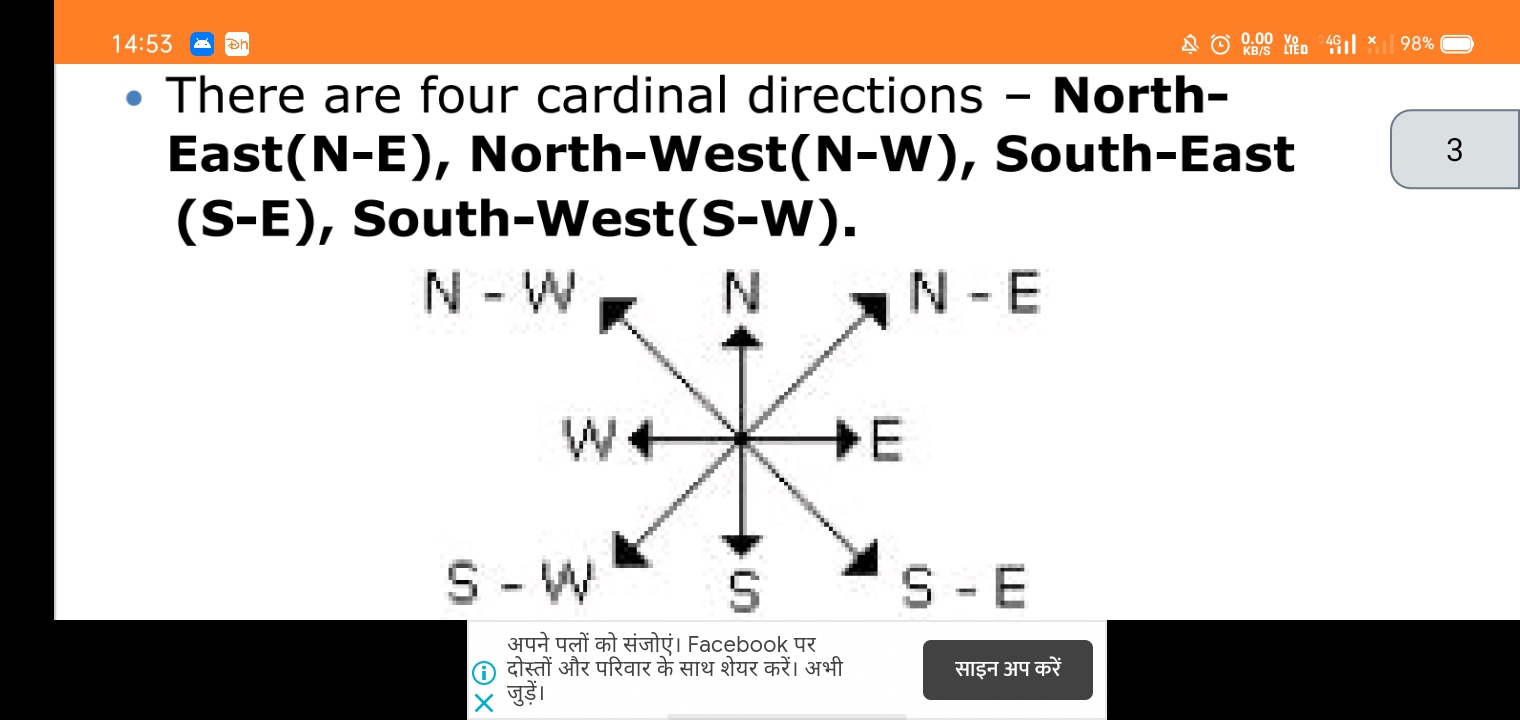 14:53 Dh 0.00 KB/S Vo LTE 4G 98%
• There are four cardinal directions – North-
East(N-E), North-West(N-W), South-East
(S-E), South-West(S-W).
3
N - W N N - E
W E
S - W S S - E
अपने पलों को संजोएं। Facebook पर
दोस्तों और परिवार के साथ शेयर करें। अभी
जुड़ें।
साइन अप करें